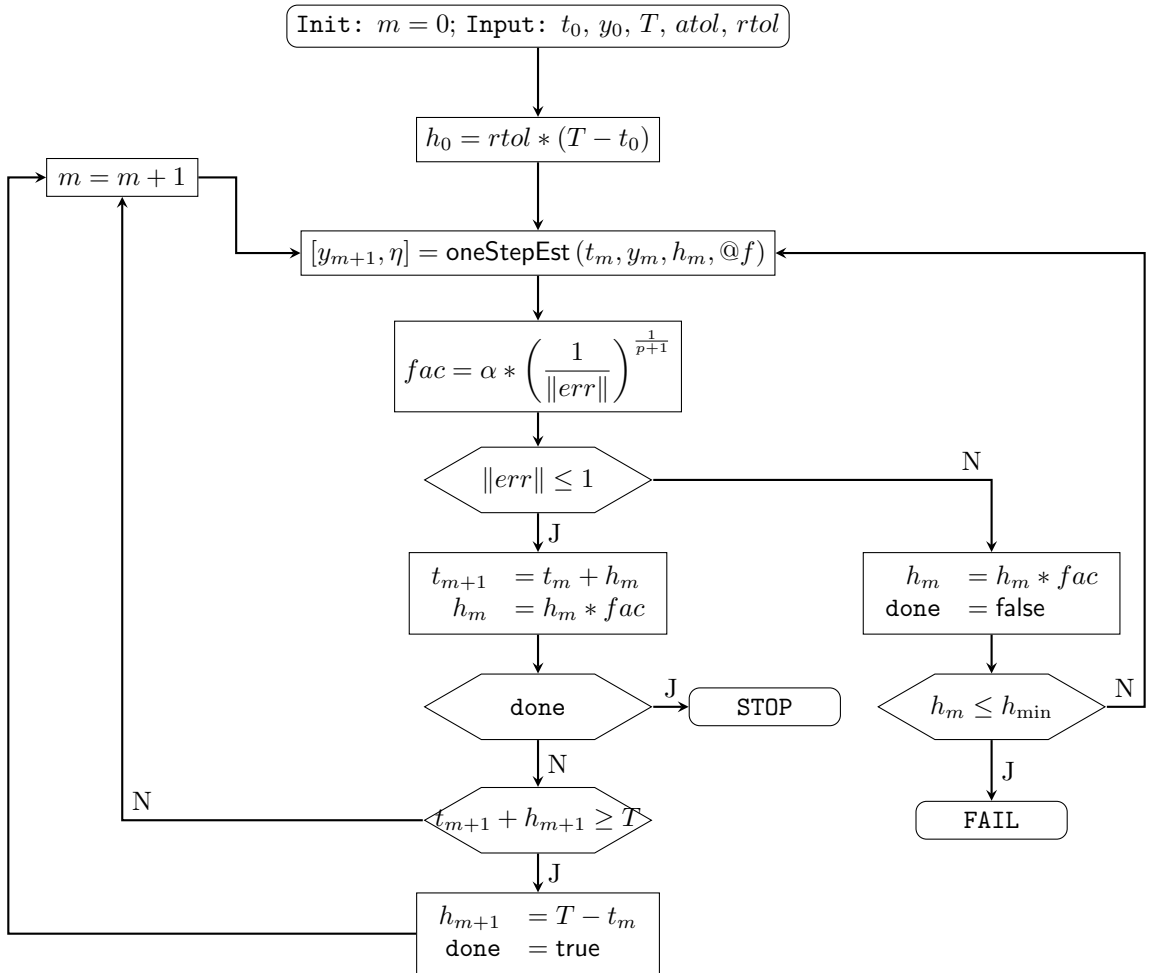 Init: m = 0; Input: t_0, y_0, T, atol, rtol
h_0 = rtol ∗ (T − t_0)
m = m + 1
[y_{m+1}, η] = oneStepEst (t_m, y_m, h_m, @f)
fac = α ∗ (1/‖err‖)^{1/(p+1)}
‖err‖ ≤ 1
N
J
t_{m+1} = t_m + h_m
h_m = h_m ∗ fac
h_m = h_m ∗ fac
done = false
done
J
STOP
h_m ≤ h_min
N
N
J
t_{m+1} + h_{m+1} ≥ T
N
FAIL
J
h_{m+1} = T − t_m
done = true